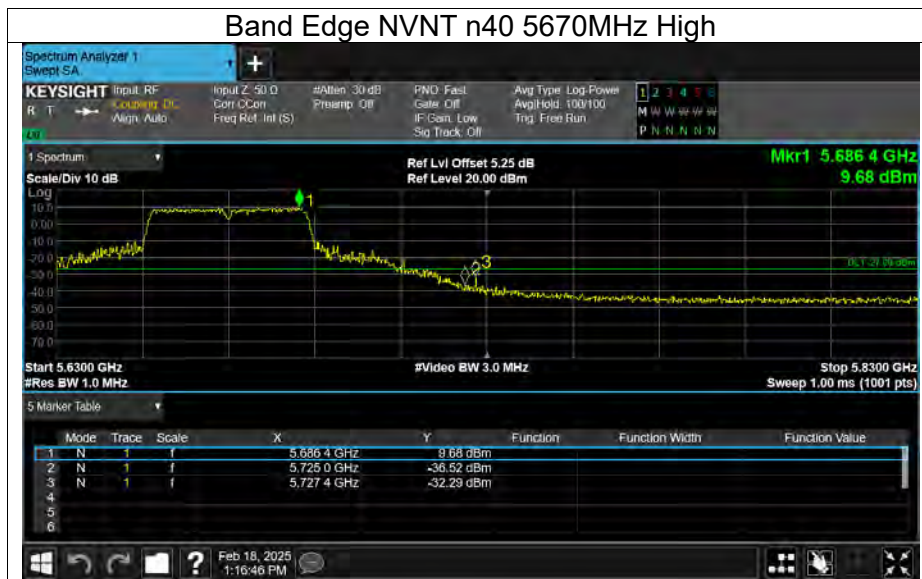 Band Edge NVNT n40 5670MHz High
Spectrum Analyzer 1
Swept SA
+
KEYSIGHT Input: RF Input Z: 50 Ω #Atten: 30 dB PNO: Fast Avg Type: Log-Power 1 2 3 4 5 6
R T Coupling: DC Corr CCorr Preamp: Off Gate: Off Avg|Hold: 100/100 M W W W W W
Align: Auto Freq Ref: Int (S) IF Gain: Low Trig: Free Run
Sig Track: Off P N N N N N
1 Spectrum
Ref Lvl Offset 5.25 dB Mkr1 5.686 4 GHz
Scale/Div 10 dB Ref Level 20.00 dBm 9.68 dBm
Log
10.0
0.00
-10.0
-20.0
-30.0
-40.0
-50.0
-60.0
-70.0
1
2
3
DL1 -27.00 dBm
Start 5.6300 GHz #Video BW 3.0 MHz Stop 5.8300 GHz
#Res BW 1.0 MHz Sweep 1.00 ms (1001 pts)
5 Marker Table
Mode Trace Scale X Y Function Function Width Function Value
1 N 1 f 5.686 4 GHz 9.68 dBm
2 N 1 f 5.725 0 GHz -36.52 dBm
3 N 1 f 5.727 4 GHz -32.29 dBm
4
5
6
? Feb 18, 2025
1:16:46 PM